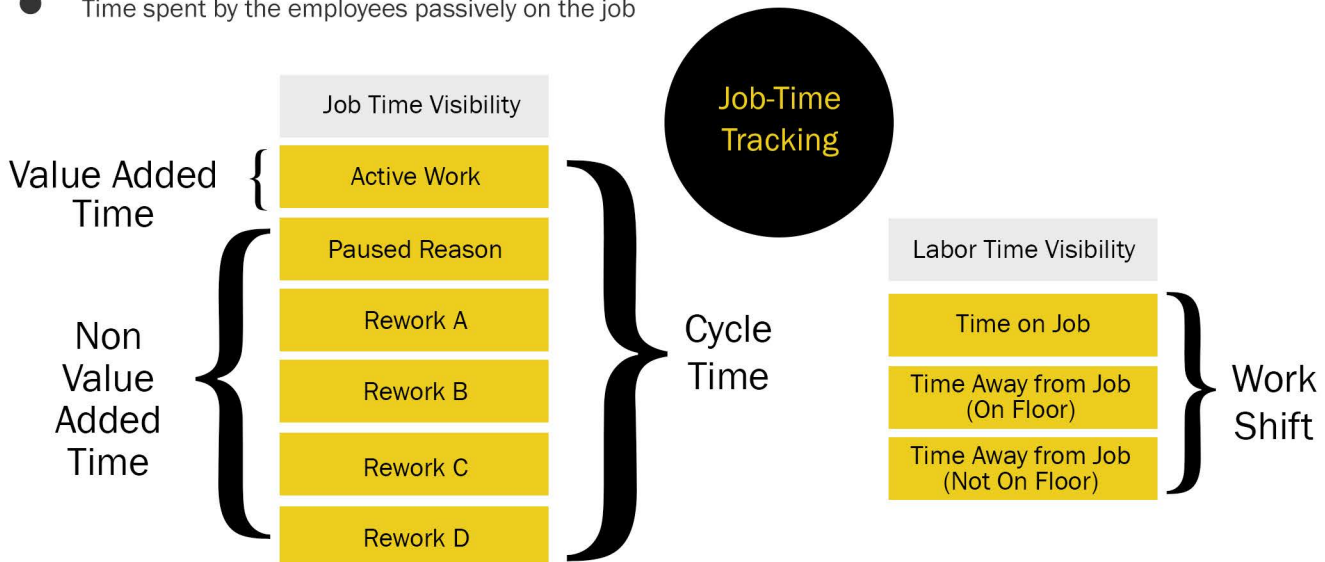 Time spent by the employees passively on the job
Job-Time
Tracking
Job Time Visibility
Value Added
Time
Active Work
Paused Reason
Rework A
Rework B
Rework C
Rework D
Non
Value
Added
Time
Cycle
Time
Labor Time Visibility
Time on Job
Time Away from Job
(On Floor)
Time Away from Job
(Not On Floor)
Work
Shift